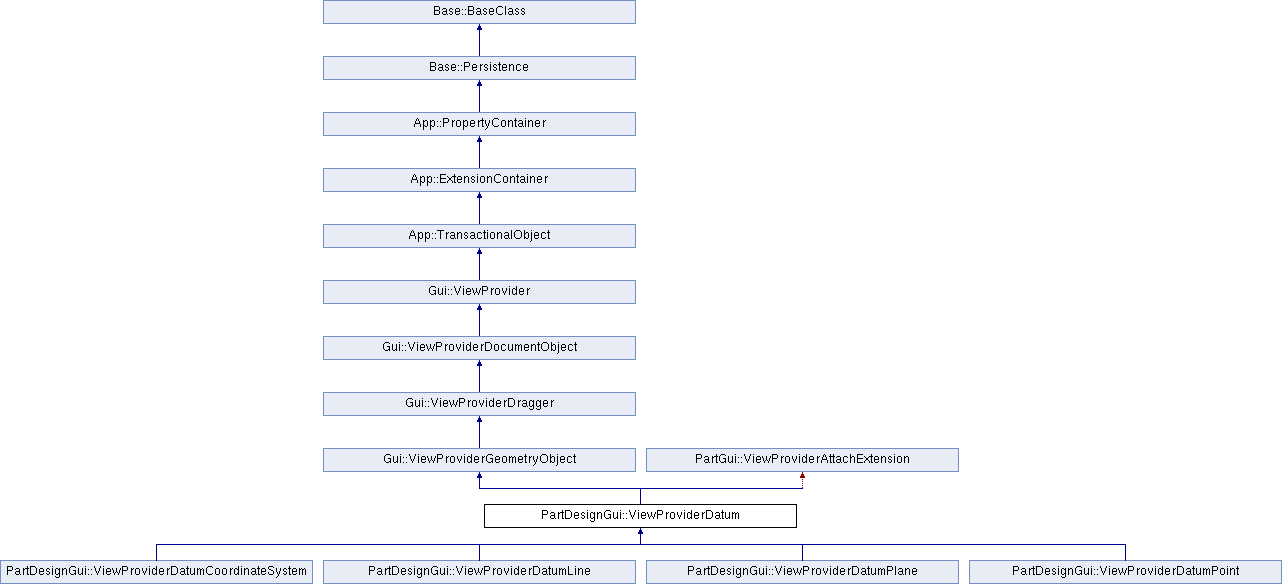 Base::BaseClass
Base::Persistence
App::PropertyContainer
App::ExtensionContainer
App::TransactionalObject
Gui::ViewProvider
Gui::ViewProviderDocumentObject
Gui::ViewProviderDragger
Gui::ViewProviderGeometryObject
PartGui::ViewProviderAttachExtension
PartDesignGui::ViewProviderDatum
PartDesignGui::ViewProviderDatumCoordinateSystem
PartDesignGui::ViewProviderDatumLine
PartDesignGui::ViewProviderDatumPlane
PartDesignGui::ViewProviderDatumPoint